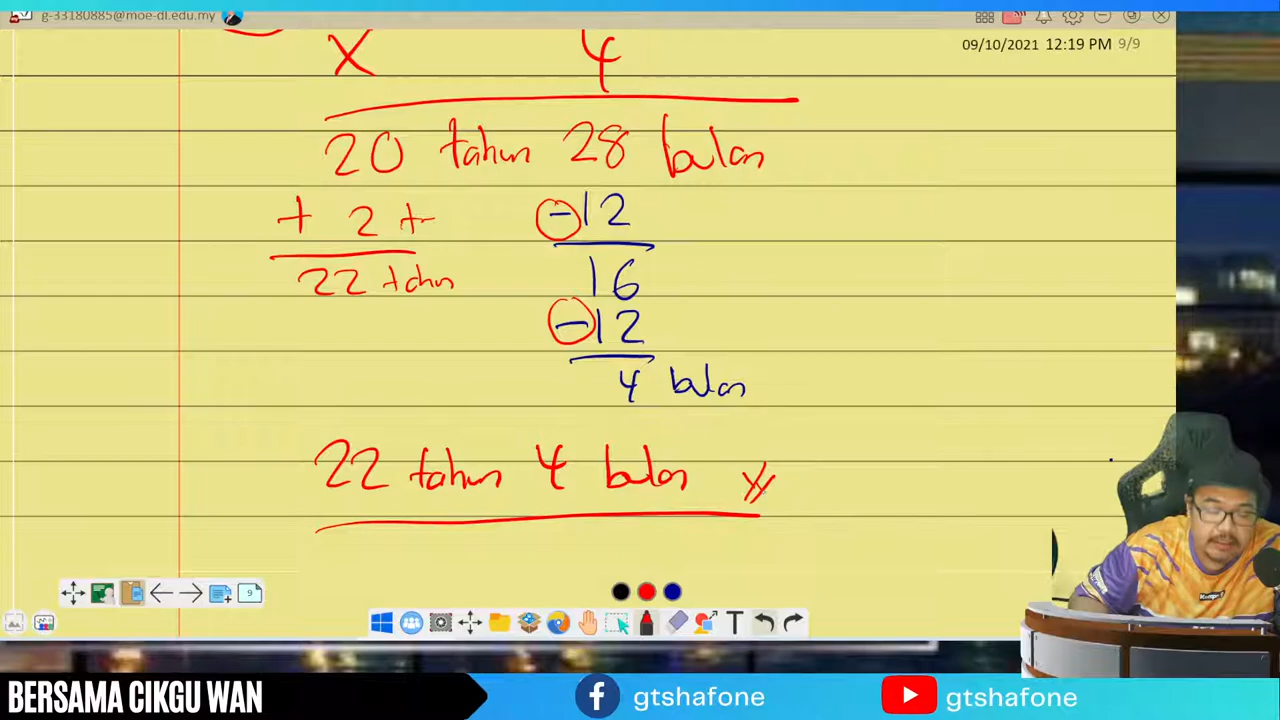 g-33180885@moe-dl.edu.my
09/10/2021 12:19 PM 9/9
X 4
20 tahun 28 bulan
+ 2 t
-12
22 tahun
16
-12
4 bulan
22 tahun 4 bulan
9
T
BERSAMA CIKGU WAN
gtshafone
gtshafone